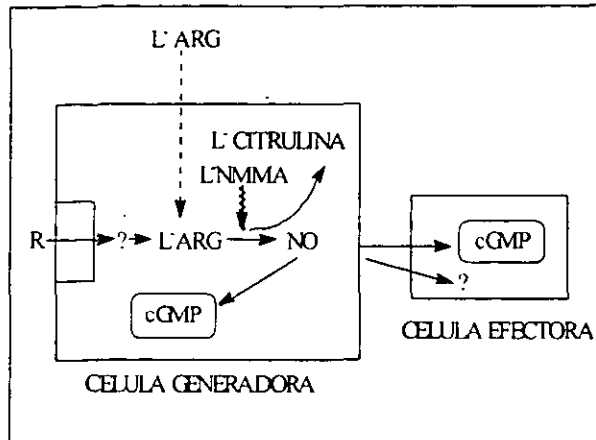 L-ARG
L-CITRULINA
L-NMMA
R ? L-ARG NO
cGMP
?
cGMP
CELULA EFECTORA
CELULA GENERADORA